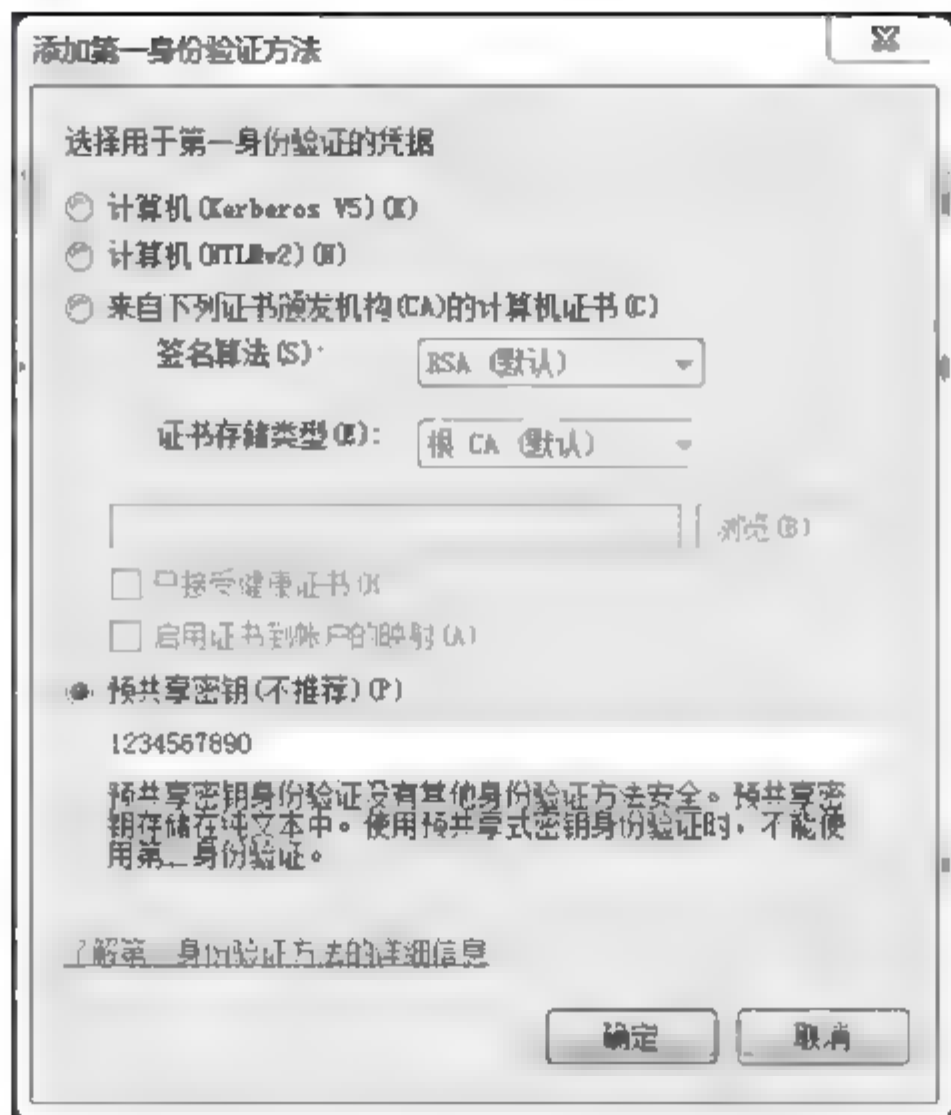 添加第一身份验证方法
选择用于第一身份验证的凭据
计算机(Kerberos V5)(K)
计算机(NTLMv2)(N)
来自下列证书颁发机构(CA)的计算机证书(C)
签名算法(S):
RSA (默认)
证书存储类型(E):
根 CA (默认)
浏览(B)
只接受健康证书(H)
启用证书到帐户的映射(A)
预共享密钥(不推荐)(P)
1234567890
预共享密钥身份验证没有其他身份验证方法安全。预共享密
钥存储在纯文本中。使用预共享式密钥身份验证时，不能使
用第二身份验证。
了解第一身份验证方法的详细信息
确定
取消